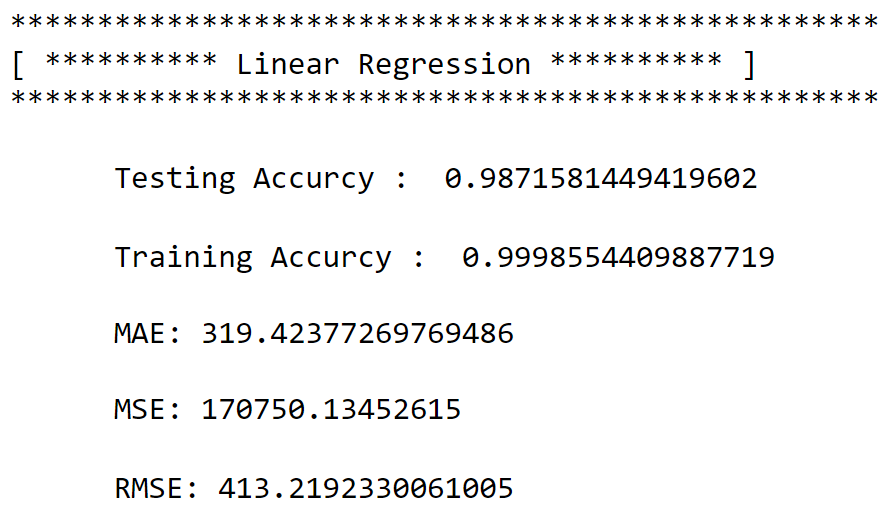 **************************************************
[ ********** Linear Regression ********** ]
**************************************************
Testing Accurcy :  0.9871581449419602
Training Accurcy :  0.9998554409887719
MAE: 319.42377269769486
MSE: 170750.13452615
RMSE: 413.2192330061005